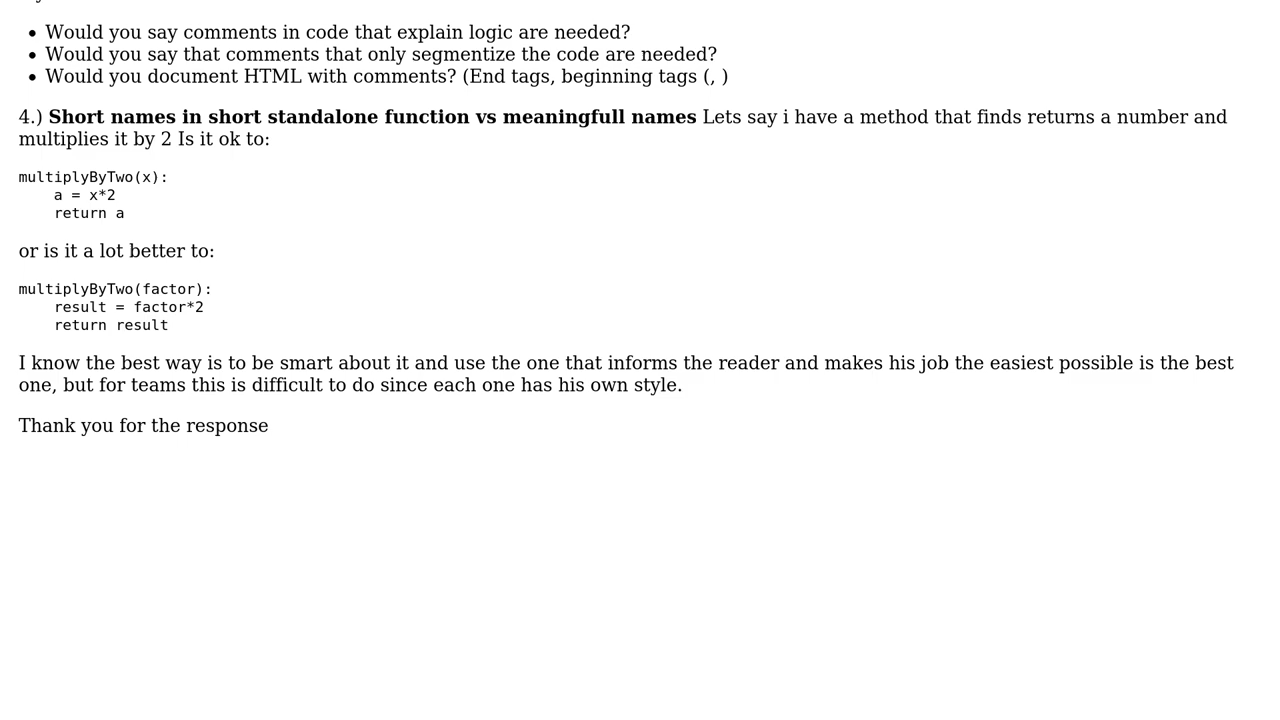 • Would you say comments in code that explain logic are needed?
• Would you say that comments that only segmentize the code are needed?
• Would you document HTML with comments? (End tags, beginning tags (, )
4.) Short names in short standalone function vs meaningfull names Lets say i have a method that finds returns a number and
multiplies it by 2 Is it ok to:
multiplyByTwo(x):
    a = x*2
    return a
or is it a lot better to:
multiplyByTwo(factor):
    result = factor*2
    return result
I know the best way is to be smart about it and use the one that informs the reader and makes his job the easiest possible is the best
one, but for teams this is difficult to do since each one has his own style.
Thank you for the response